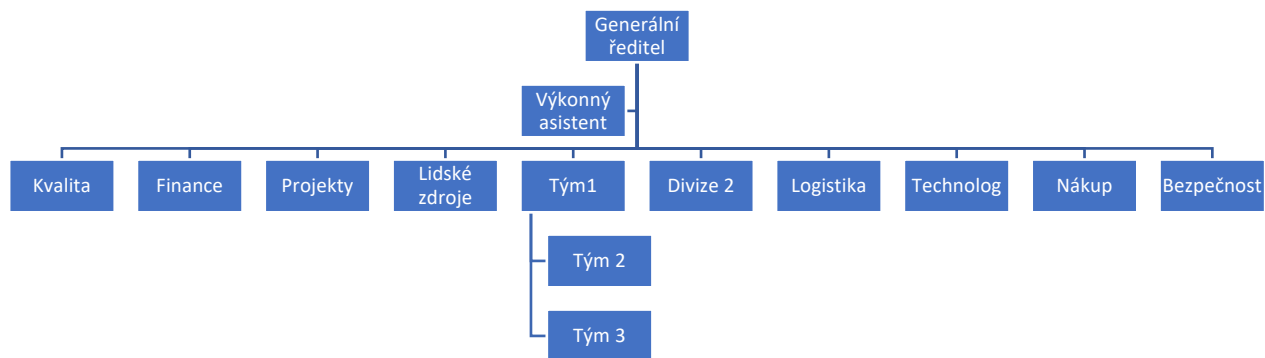 Generální
ředitel
Výkonný
asistent
Kvalita
Finance
Projekty
Lidské
zdroje
Tým1
Divize 2
Logistika
Technolog
Nákup
Bezpečnost
Tým 2
Tým 3